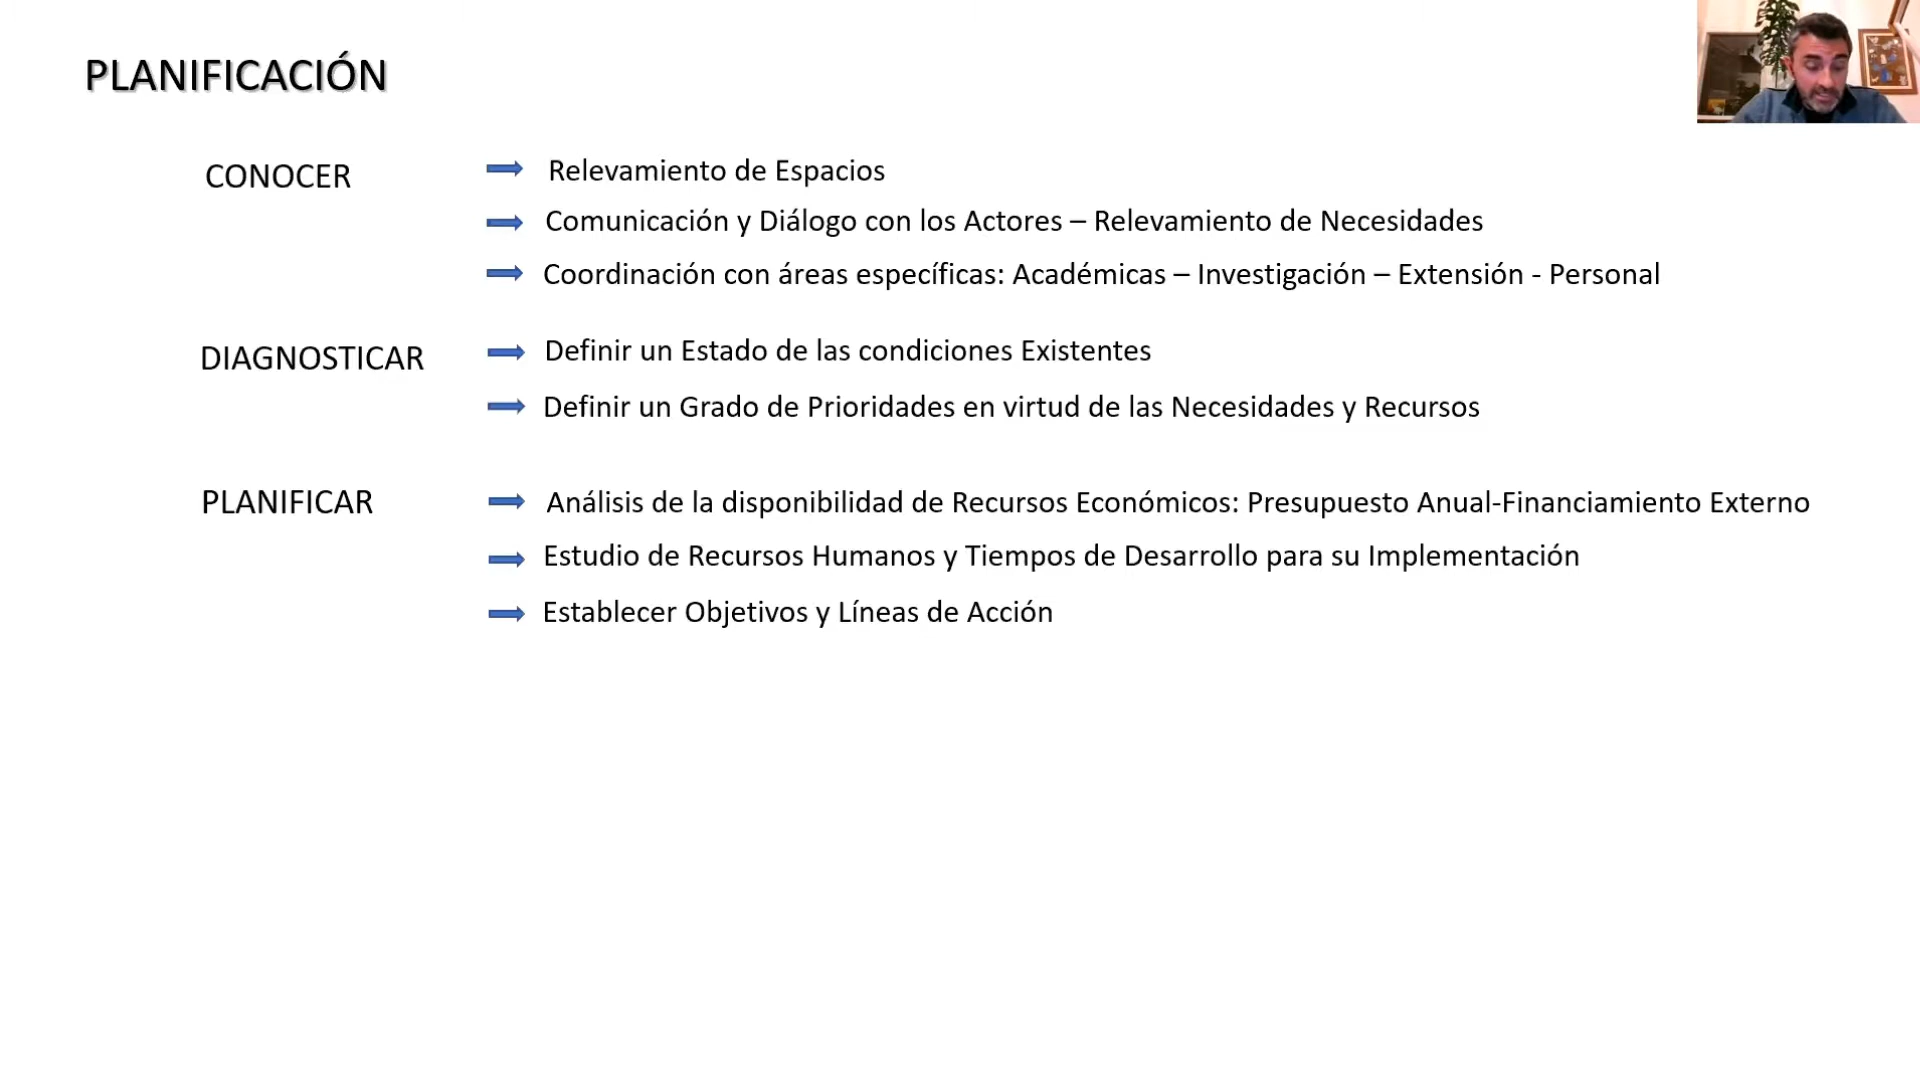 PLANIFICACIÓN
CONOCER
Relevamiento de Espacios
Comunicación y Diálogo con los Actores – Relevamiento de Necesidades
Coordinación con áreas específicas: Académicas – Investigación – Extensión - Personal
DIAGNOSTICAR
Definir un Estado de las condiciones Existentes
Definir un Grado de Prioridades en virtud de las Necesidades y Recursos
PLANIFICAR
Análisis de la disponibilidad de Recursos Económicos: Presupuesto Anual-Financiamiento Externo
Estudio de Recursos Humanos y Tiempos de Desarrollo para su Implementación
Establecer Objetivos y Líneas de Acción